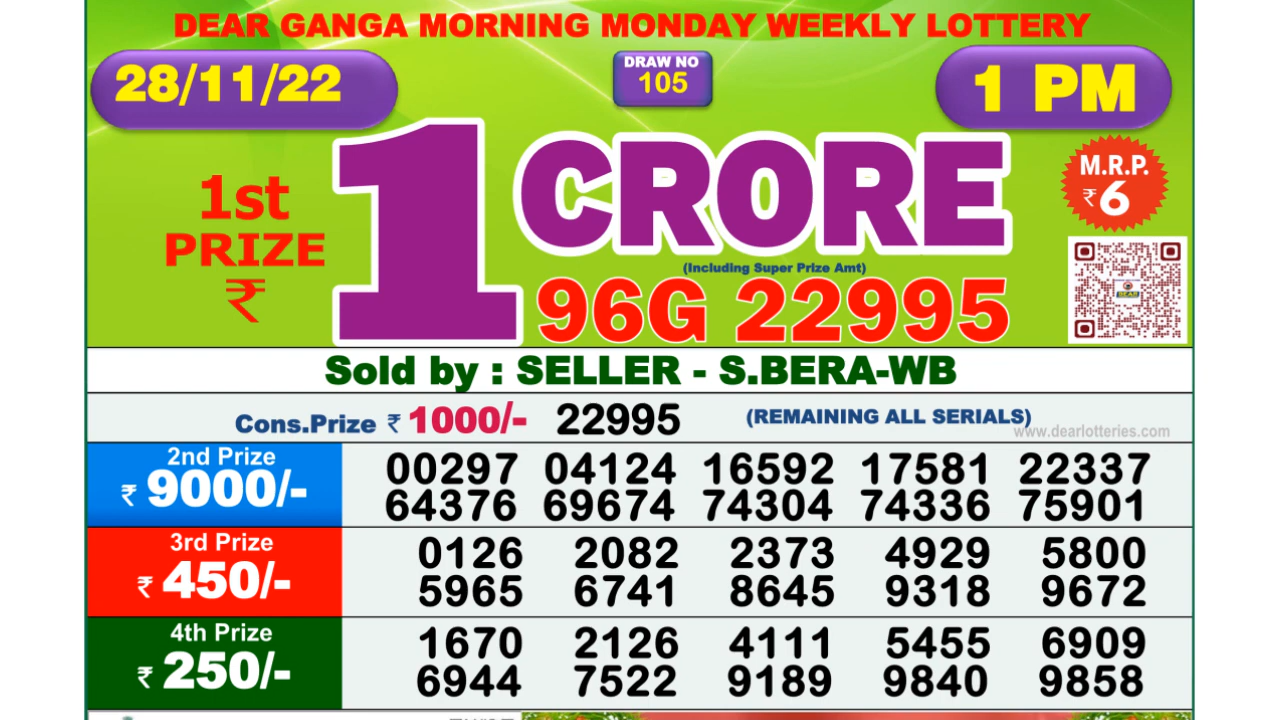 DEAR GANGA MORNING MONDAY WEEKLY LOTTERY
28/11/22
DRAW NO
105
1 PM
1st
PRIZE
₹
1 CRORE
M.R.P.
₹ 6
(Including Super Prize Amt)
96G 22995
Sold by : SELLER - S.BERA-WB
Cons.Prize ₹ 1000/- 22995 (REMAINING ALL SERIALS)
www.dearlotteries.com
2nd Prize
₹ 9000/-
00297 04124 16592 17581 22337
64376 69674 74304 74336 75901
3rd Prize
₹ 450/-
0126 2082 2373 4929 5800
5965 6741 8645 9318 9672
4th Prize
₹ 250/-
1670 2126 4111 5455 6909
6944 7522 9189 9840 9858